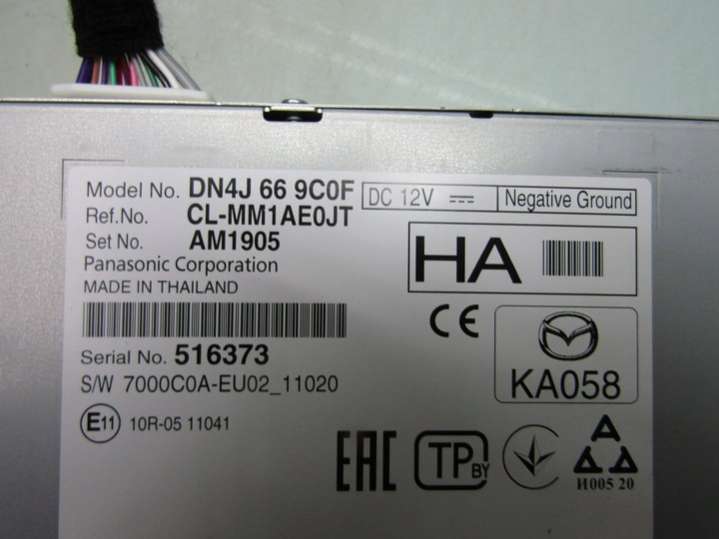 Model No. DN4J 66 9C0F
DC 12V Negative Ground
Ref.No. CL-MM1AE0JT
Set No. AM1905
Panasonic Corporation
MADE IN THAILAND
HA
CE
Serial No. 516373
KA058
S/W 7000C0A-EU02_11020
E11 10R-05 11041
EAC
TP BY
И005 20